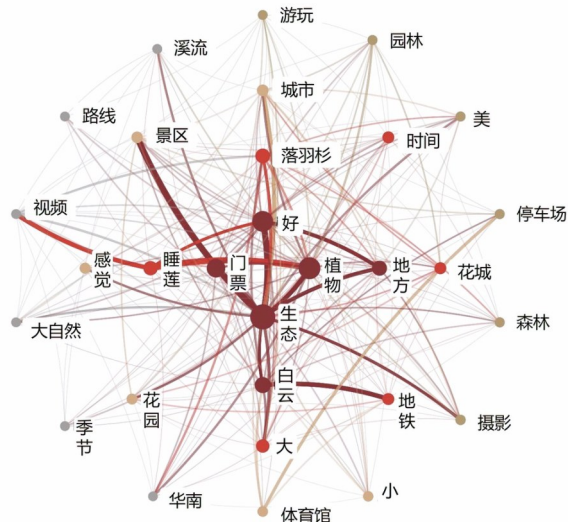 游玩
园林
溪流
城市
路线
景区
美
落羽杉
时间
视频
好
停车场
感觉
睡莲
门票
植物
地方
花城
大自然
生态
森林
白云
花园
地铁
季节
大
摄影
华南
体育馆
小